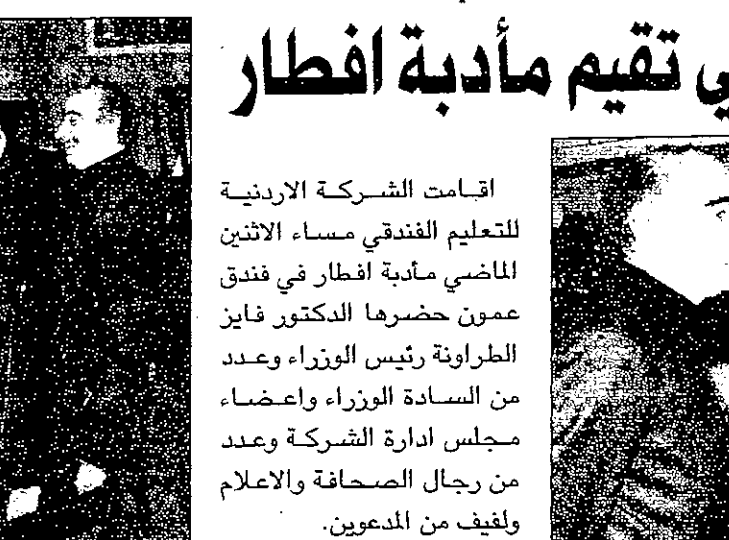 تقيم مأدبة افطار
اقامت الشركة الاردنية
للتعليم الفندقي مساء الاثنين
الماضي مأدبة افطار في فندق
عمون حضرها الدكتور فايز
الطراونة رئيس الوزراء وعدد
من السادة الوزراء واعضاء
مجلس ادارة الشركة وعدد
من رجال الصحافة والاعلام
ولفيف من المدعوين.